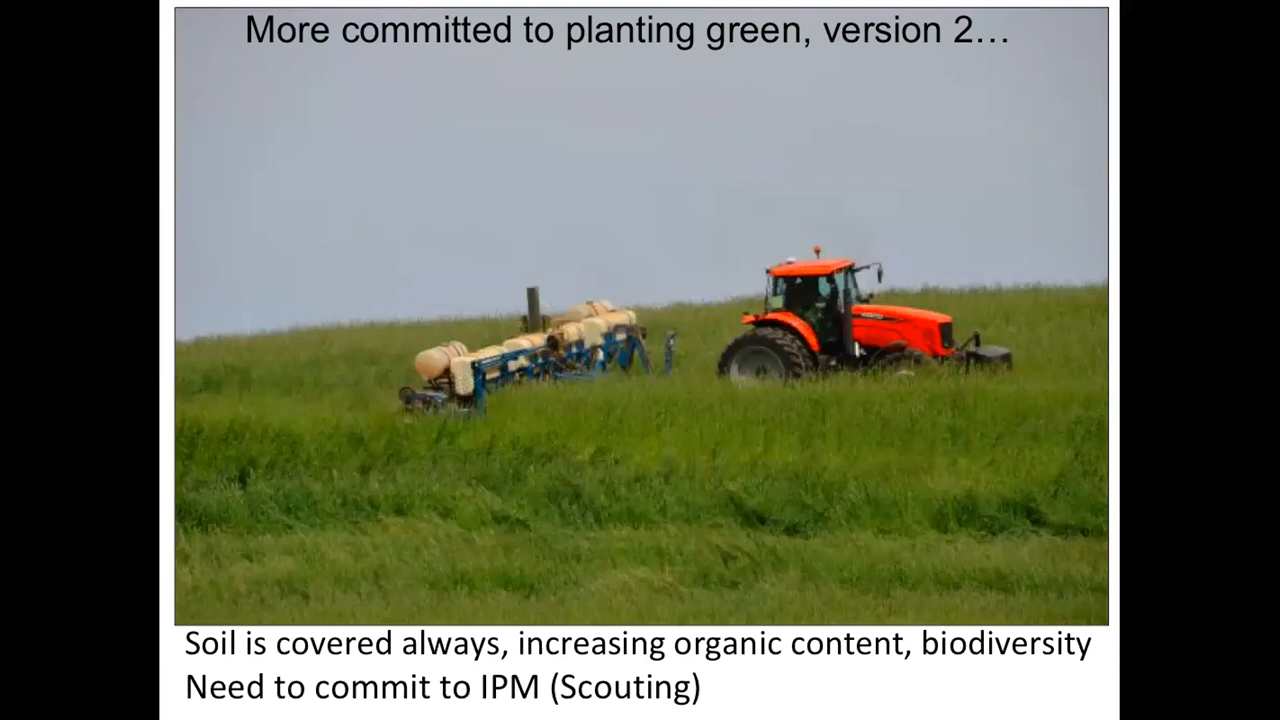 More committed to planting green, version 2…
Soil is covered always, increasing organic content, biodiversity
Need to commit to IPM (Scouting)